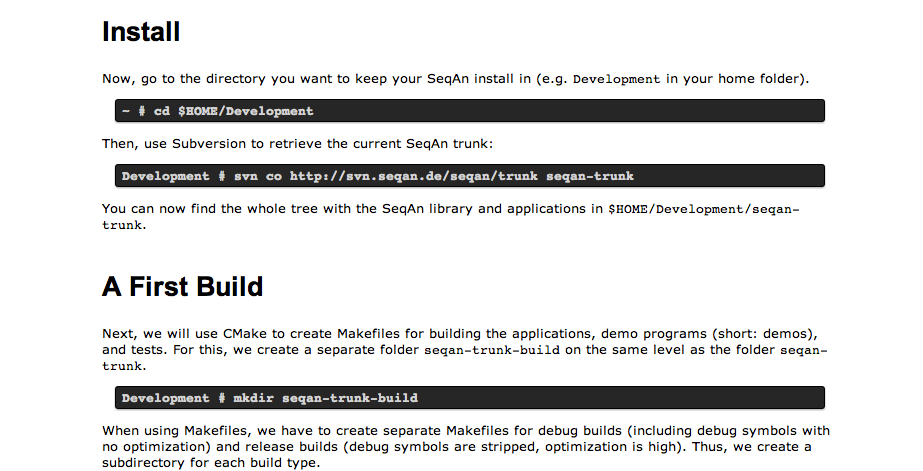 Install
Now, go to the directory you want to keep your SeqAn install in (e.g. Development in your home folder).
~ # cd $HOME/Development
Then, use Subversion to retrieve the current SeqAn trunk:
Development # svn co http://svn.seqan.de/seqan/trunk seqan-trunk
You can now find the whole tree with the SeqAn library and applications in $HOME/Development/seqan-
trunk.
A First Build
Next, we will use CMake to create Makefiles for building the applications, demo programs (short: demos),
and tests. For this, we create a separate folder seqan-trunk-build on the same level as the folder seqan-
trunk.
Development # mkdir seqan-trunk-build
When using Makefiles, we have to create separate Makefiles for debug builds (including debug symbols with
no optimization) and release builds (debug symbols are stripped, optimization is high). Thus, we create a
subdirectory for each build type.